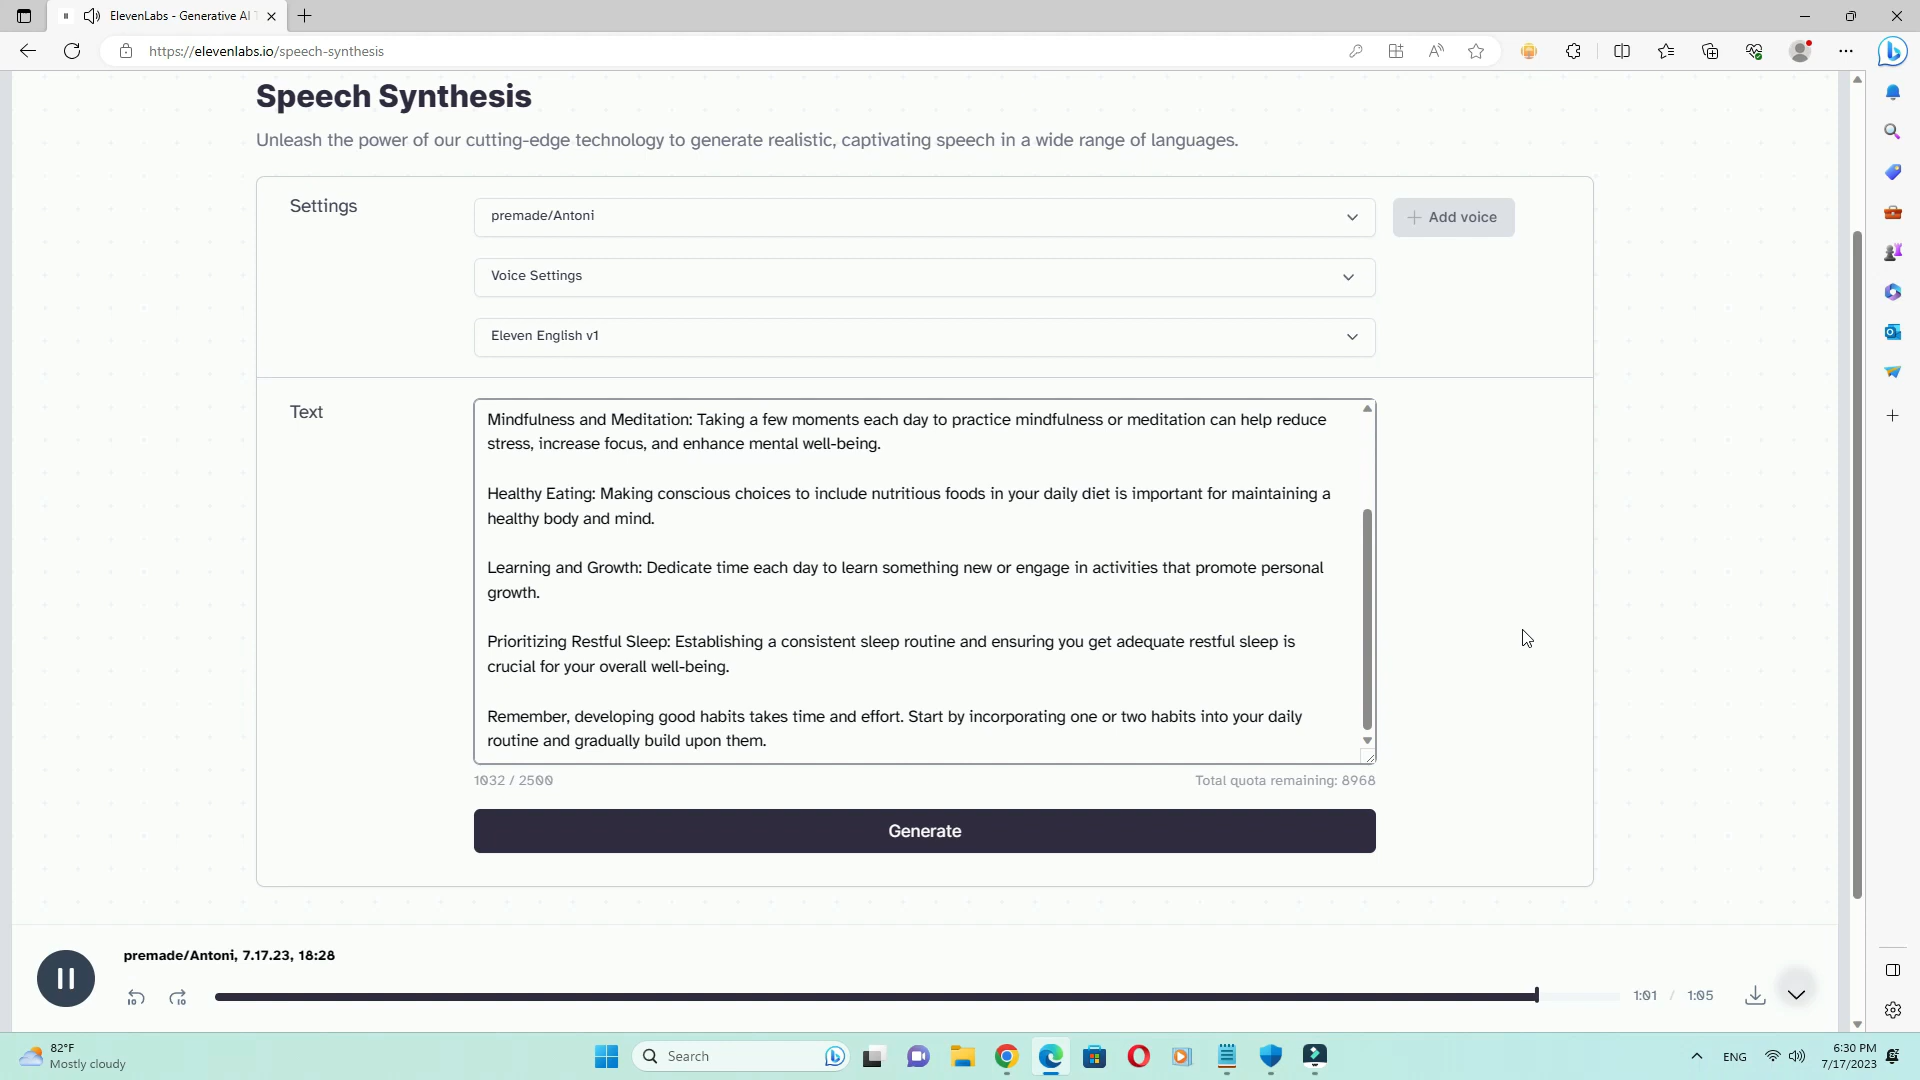 ElevenLabs - Generative AI T
https://elevenlabs.io/speech-synthesis
Speech Synthesis
Unleash the power of our cutting-edge technology to generate realistic, captivating speech in a wide range of languages.
Settings
premade/Antoni
Add voice
Voice Settings
Eleven English v1
Text
Mindfulness and Meditation: Taking a few moments each day to practice mindfulness or meditation can help reduce
stress, increase focus, and enhance mental well-being.
Healthy Eating: Making conscious choices to include nutritious foods in your daily diet is important for maintaining a
healthy body and mind.
Learning and Growth: Dedicate time each day to learn something new or engage in activities that promote personal
growth.
Prioritizing Restful Sleep: Establishing a consistent sleep routine and ensuring you get adequate restful sleep is
crucial for your overall well-being.
Remember, developing good habits takes time and effort. Start by incorporating one or two habits into your daily
routine and gradually build upon them.
1032 / 2500
Total quota remaining: 8968
Generate
premade/Antoni, 7.17.23, 18:28
10
10
1:01 / 1:05
82°F
Mostly cloudy
Search
ENG
6:30 PM
7/17/2023